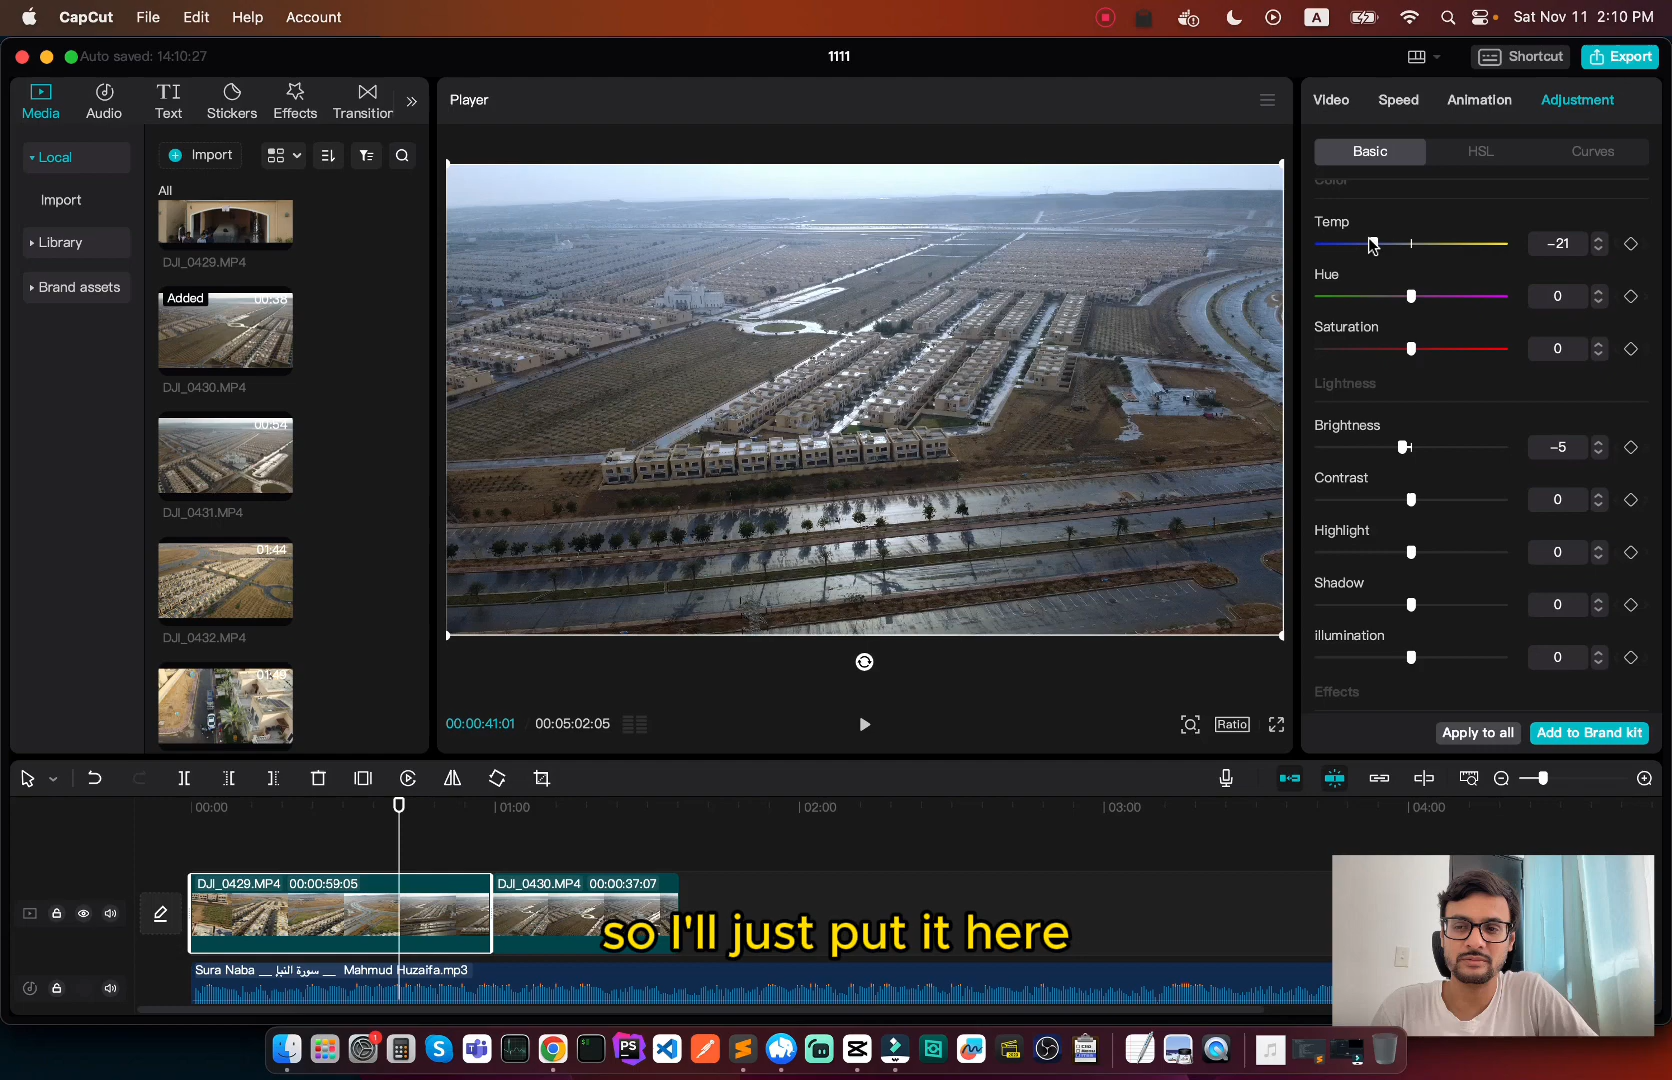 CapCut File Edit Help Account
A
Sat Nov 11 2:10 PM
Auto saved: 14:10:27
1111
Shortcut
Export
Media
Audio
Text
Stickers
Effects
Transition
Local
Import
Library
Brand assets
Import
All
DJI_0429.MP4
Added
00:38
DJI_0430.MP4
00:54
DJI_0431.MP4
01:44
DJI_0432.MP4
01:49
Player
00:00:41:01 00:05:02:05
Ratio
Video Speed Animation Adjustment
Basic HSL Curves
Color
Temp
-21
Hue
0
Saturation
0
Lightness
Brightness
-5
Contrast
0
Highlight
0
Shadow
0
illumination
0
Effects
Apply to all
Add to Brand kit
00:00 01:00 02:00 03:00 04:00
DJI_0429.MP4 00:00:59:05
DJI_0430.MP4 00:00:37:07
so I'll just put it here
Sura Naba __ سورة النبإ __ Mahmud Huzaifa.mp3
1
PS